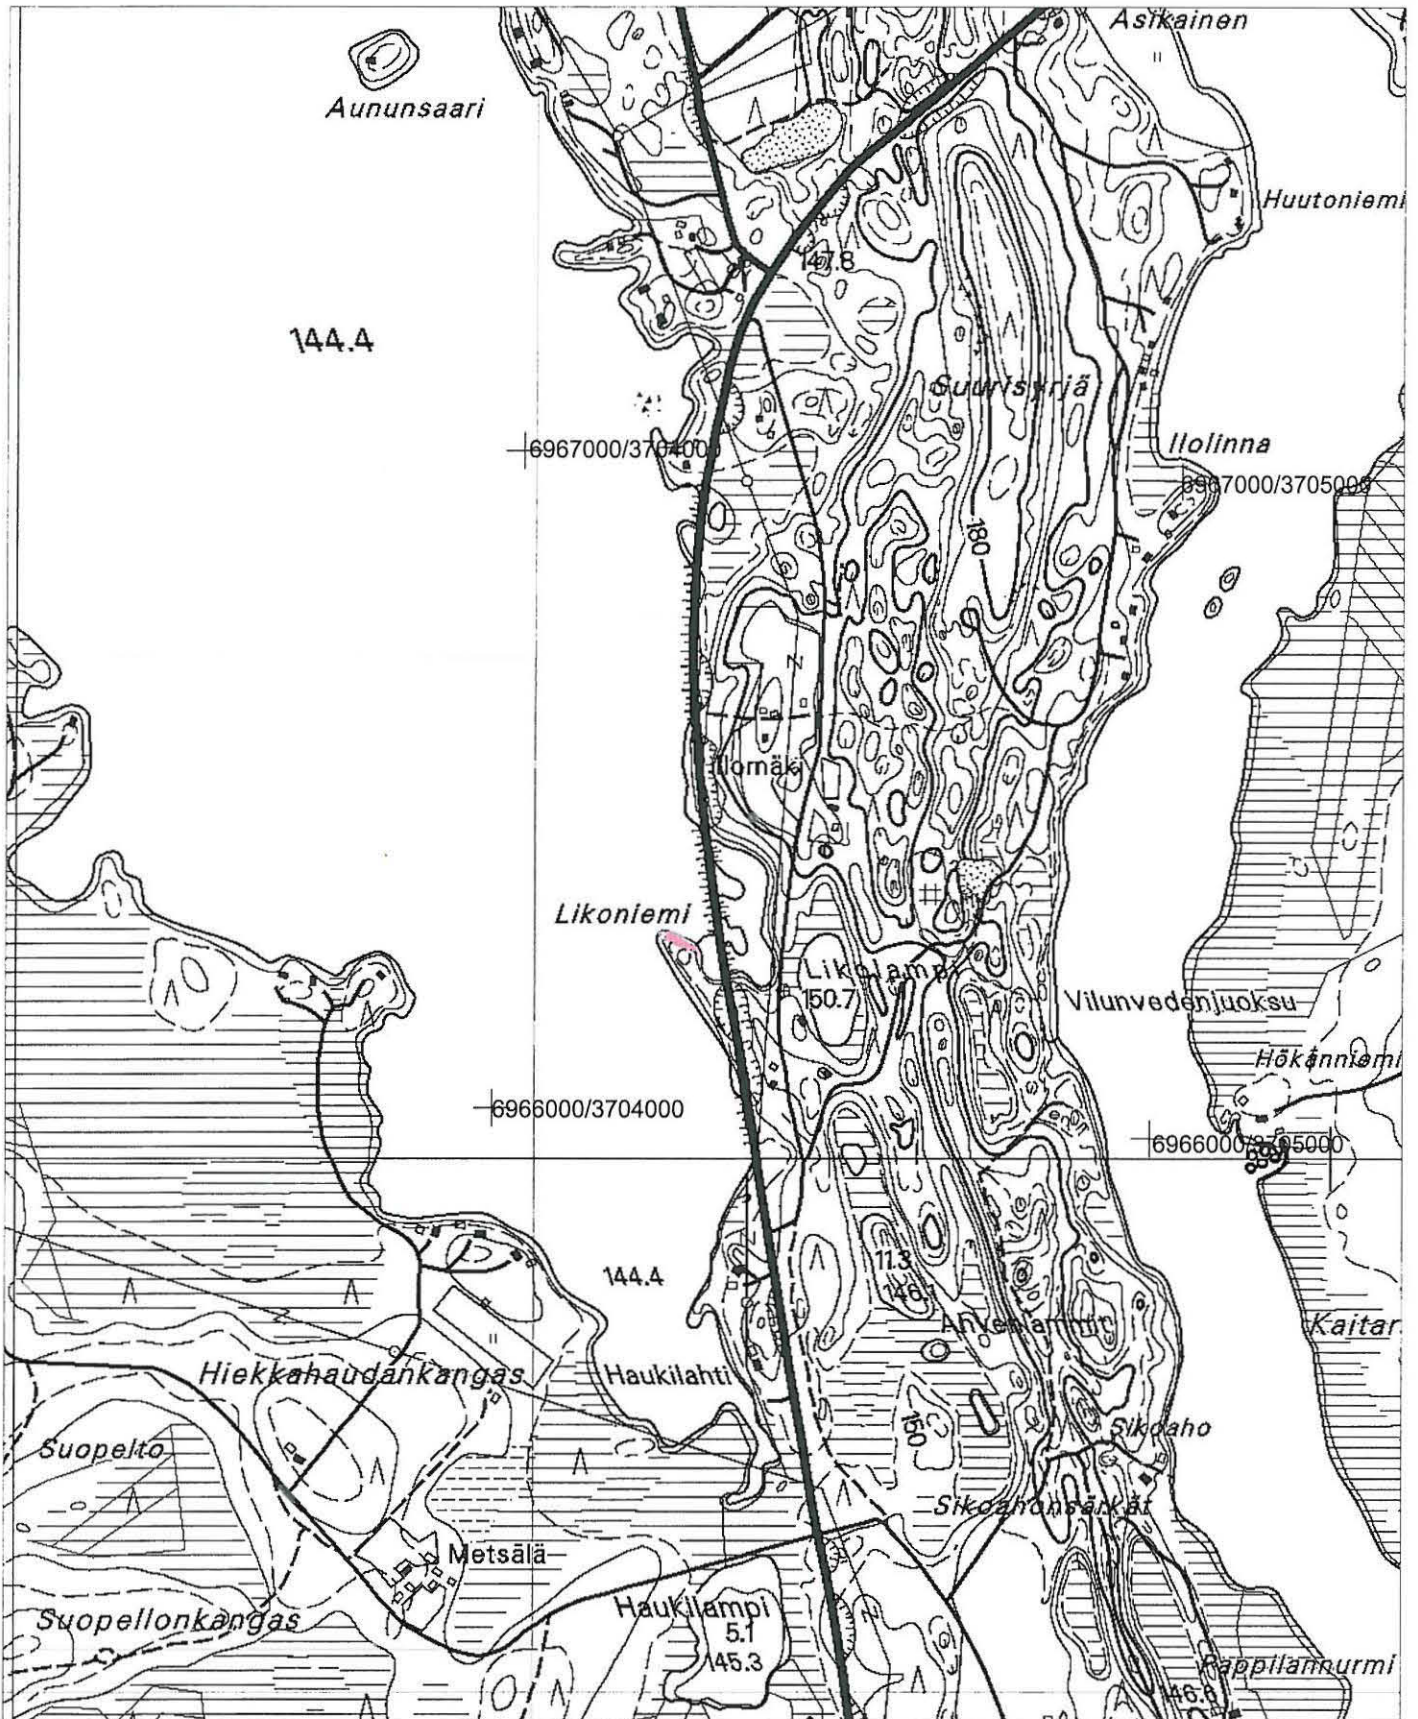 Asikainen
Aununsaari
Huutoniemi
147.8
144.4
Suurisyrjä
Ilolinna
6967000/3704000
6967000/3705000
180
Ilomäki
Likoniemi
Likolampi
150.7
Vilunvedenjuoksu
Hökänniemi
6966000/3704000
6966000/3705000
144.4
11.3
146.1
Ahvenlammit
Kaitar
Hiekkahaudankangas
Haukilahti
150
Sikoaho
Suopelto
Sikoahonsärkät
Metsälä
Haukilampi
5.1
145.3
Suopellonkangas
Pappilannurmi
146.6